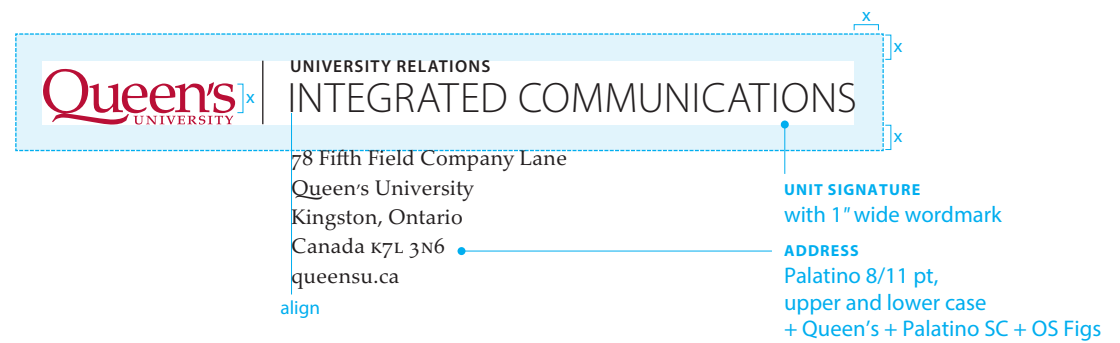 x
x
UNIVERSITY RELATIONS
Queen's
UNIVERSITY
x
INTEGRATED COMMUNICATIONS
x
78 Fifth Field Company Lane
Queen's University
Kingston, Ontario
Canada K7L 3N6
queensu.ca
align
UNIT SIGNATURE
with 1" wide wordmark
ADDRESS
Palatino 8/11 pt,
upper and lower case
+ Queen's + Palatino SC + OS Figs